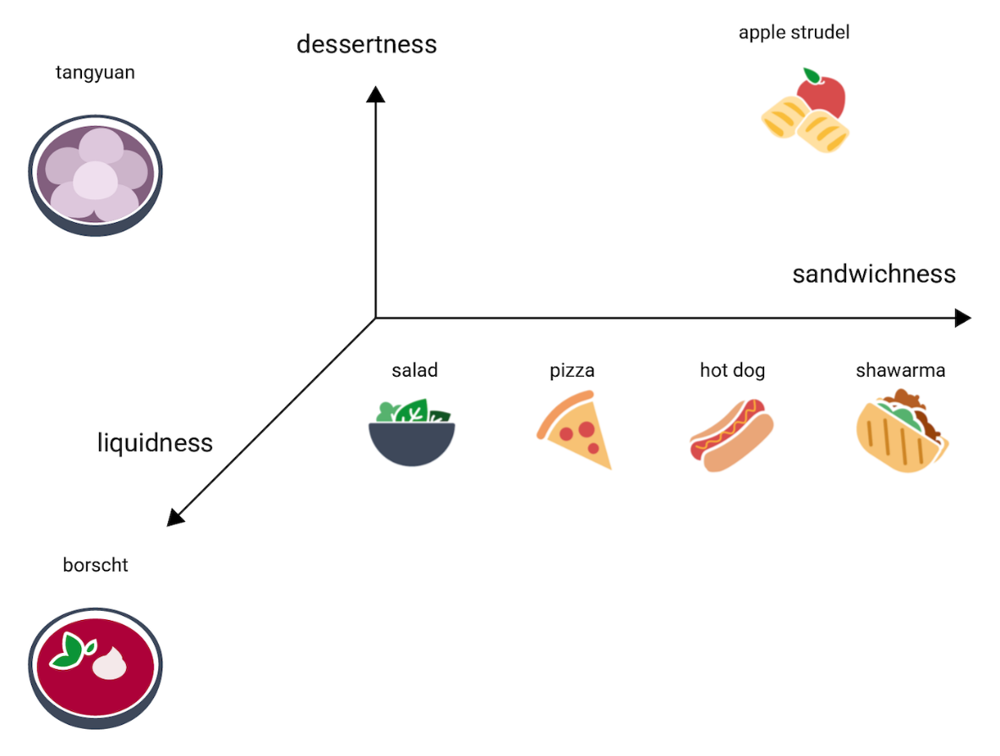 apple strudel
dessertness
tangyuan
sandwichness
salad
pizza
hot dog
shawarma
liquidness
borscht